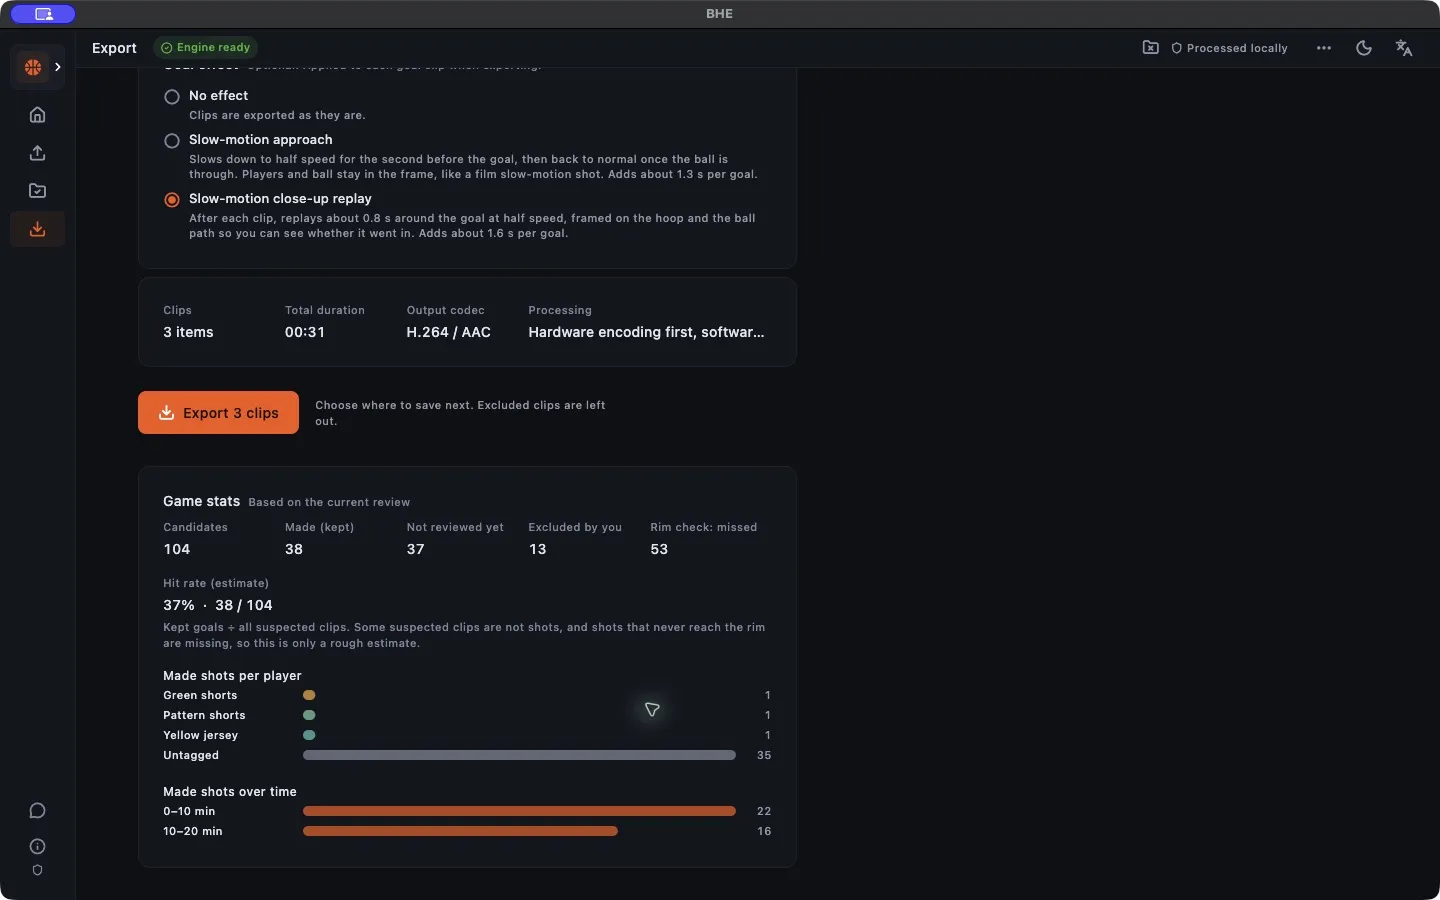 BHE
Export
Engine ready
Processed locally
No effect
Clips are exported as they are.
Slow-motion approach
Slows down to half speed for the second before the goal, then back to normal once the ball is
through. Players and ball stay in the frame, like a film slow-motion shot. Adds about 1.3 s per goal.
Slow-motion close-up replay
After each clip, replays about 0.8 s around the goal at half speed, framed on the hoop and the ball
path so you can see whether it went in. Adds about 1.6 s per goal.
Clips Total duration Output codec Processing
3 items 00:31 H.264 / AAC Hardware encoding first, softwar...
Export 3 clips
Choose where to save next. Excluded clips are left
out.
Game stats Based on the current review
Candidates Made (kept) Not reviewed yet Excluded by you Rim check: missed
104 38 37 13 53
Hit rate (estimate)
37% · 38 / 104
Kept goals ÷ all suspected clips. Some suspected clips are not shots, and shots that never reach the rim
are missing, so this is only a rough estimate.
Made shots per player
Green shorts 1
Pattern shorts 1
Yellow jersey 1
Untagged 35
Made shots over time
0–10 min 22
10–20 min 16